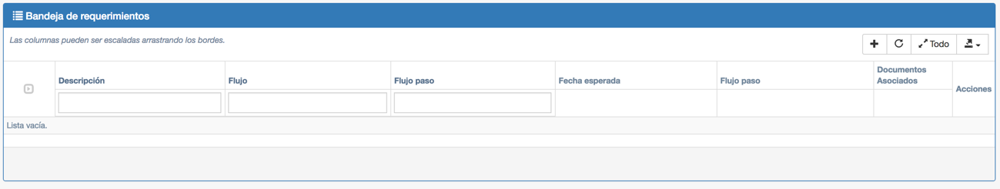 Bandeja de requerimientos
Las columnas pueden ser escaladas arrastrando los bordes.
Todo
Descripción
Flujo
Flujo paso
Fecha esperada
Flujo paso
Documentos
Asociados
Acciones
Lista vacía.